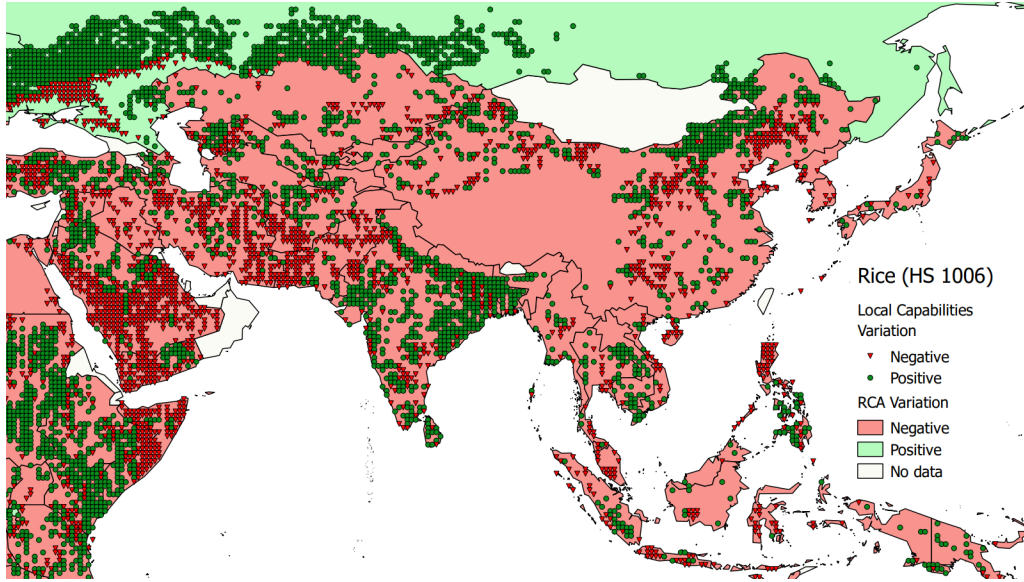 Rice (HS 1006)
Local Capabilities
Variation
Negative
Positive
RCA Variation
Negative
Positive
No data